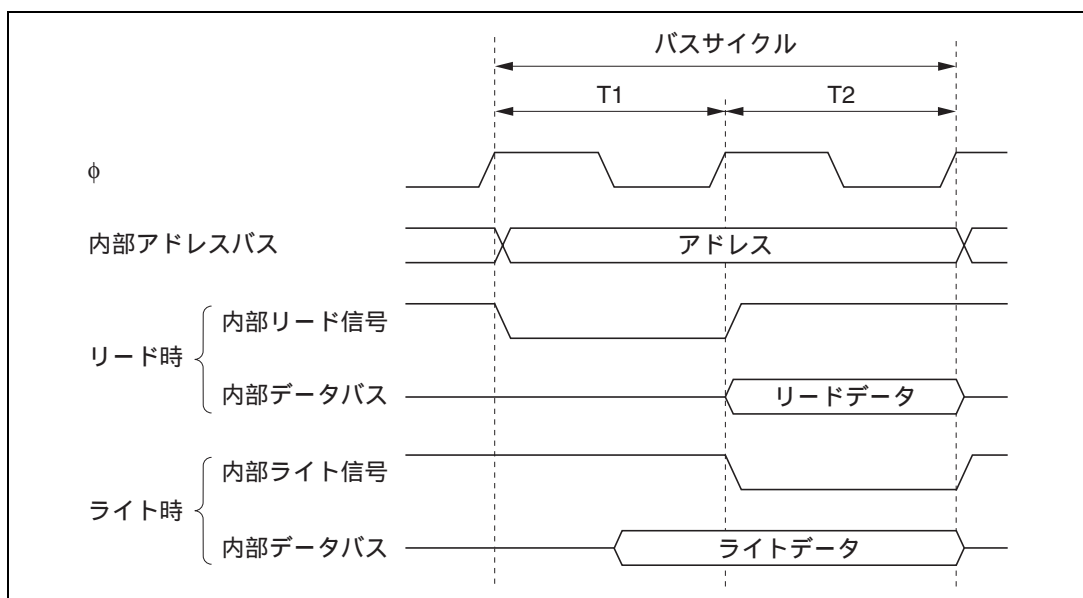 バスサイクル
T1
T2
φ
内部アドレスバス
アドレス
リード時
内部リード信号
内部データバス
リードデータ
ライト時
内部ライト信号
内部データバス
ライトデータ